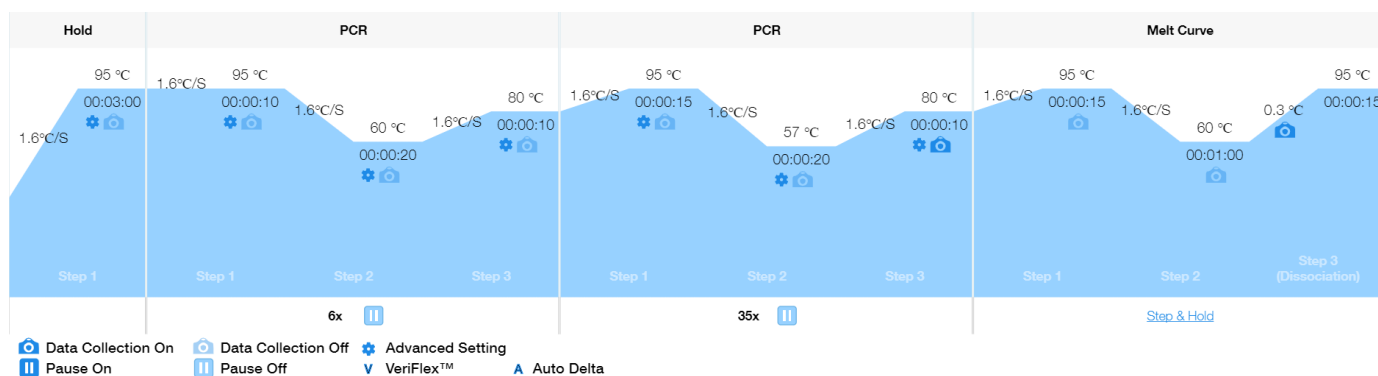 Hold PCR PCR Melt Curve
95 °C 95 °C 95 °C 95 °C 95 °C
1.6°C/S 1.6°C/S 1.6°C/S 80 °C 80 °C
00:03:00 00:00:10 00:00:15 00:00:15 00:00:15
1.6°C/S 1.6°C/S 1.6°C/S 1.6°C/S 1.6°C/S 0.3 °C
1.6°C/S 60 °C 00:00:10 57 °C 00:00:10 60 °C
00:00:20 00:00:20 00:01:00
Step 1 Step 1 Step 2 Step 3 Step 1 Step 2 Step 3 Step 1 Step 2 Step 3
(Dissociation)
6x 35x Step & Hold
Data Collection On Data Collection Off Advanced Setting
Pause On Pause Off V VeriFlex™ A Auto Delta